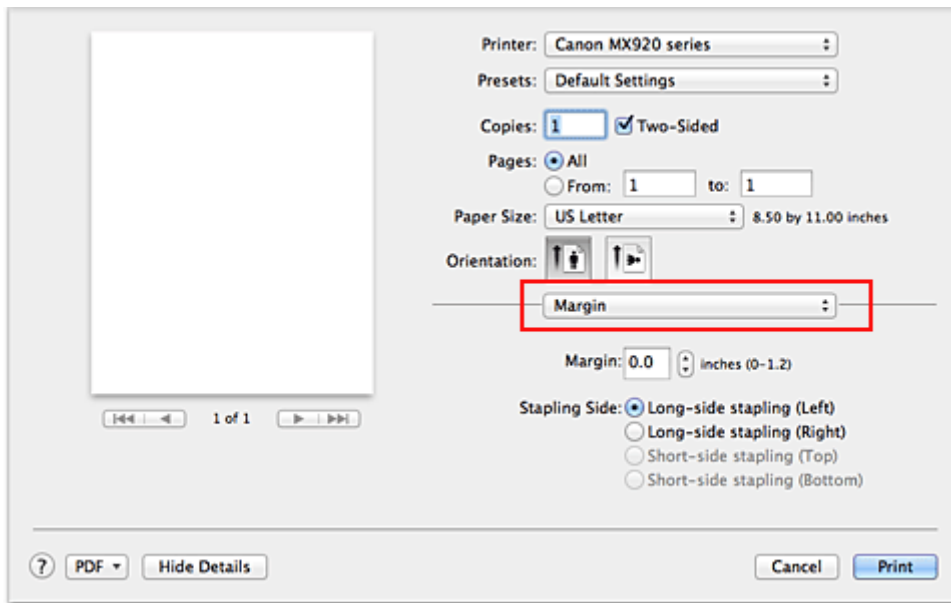 Printer: Canon MX920 series
Presets: Default Settings
Copies: 1 Two-Sided
Pages: All
From: 1 to: 1
Paper Size: US Letter 8.50 by 11.00 inches
Orientation:
Margin
Margin: 0.0 inches (0-1.2)
Stapling Side: Long-side stapling (Left)
Long-side stapling (Right)
Short-side stapling (Top)
Short-side stapling (Bottom)
1 of 1
? PDF Hide Details Cancel Print